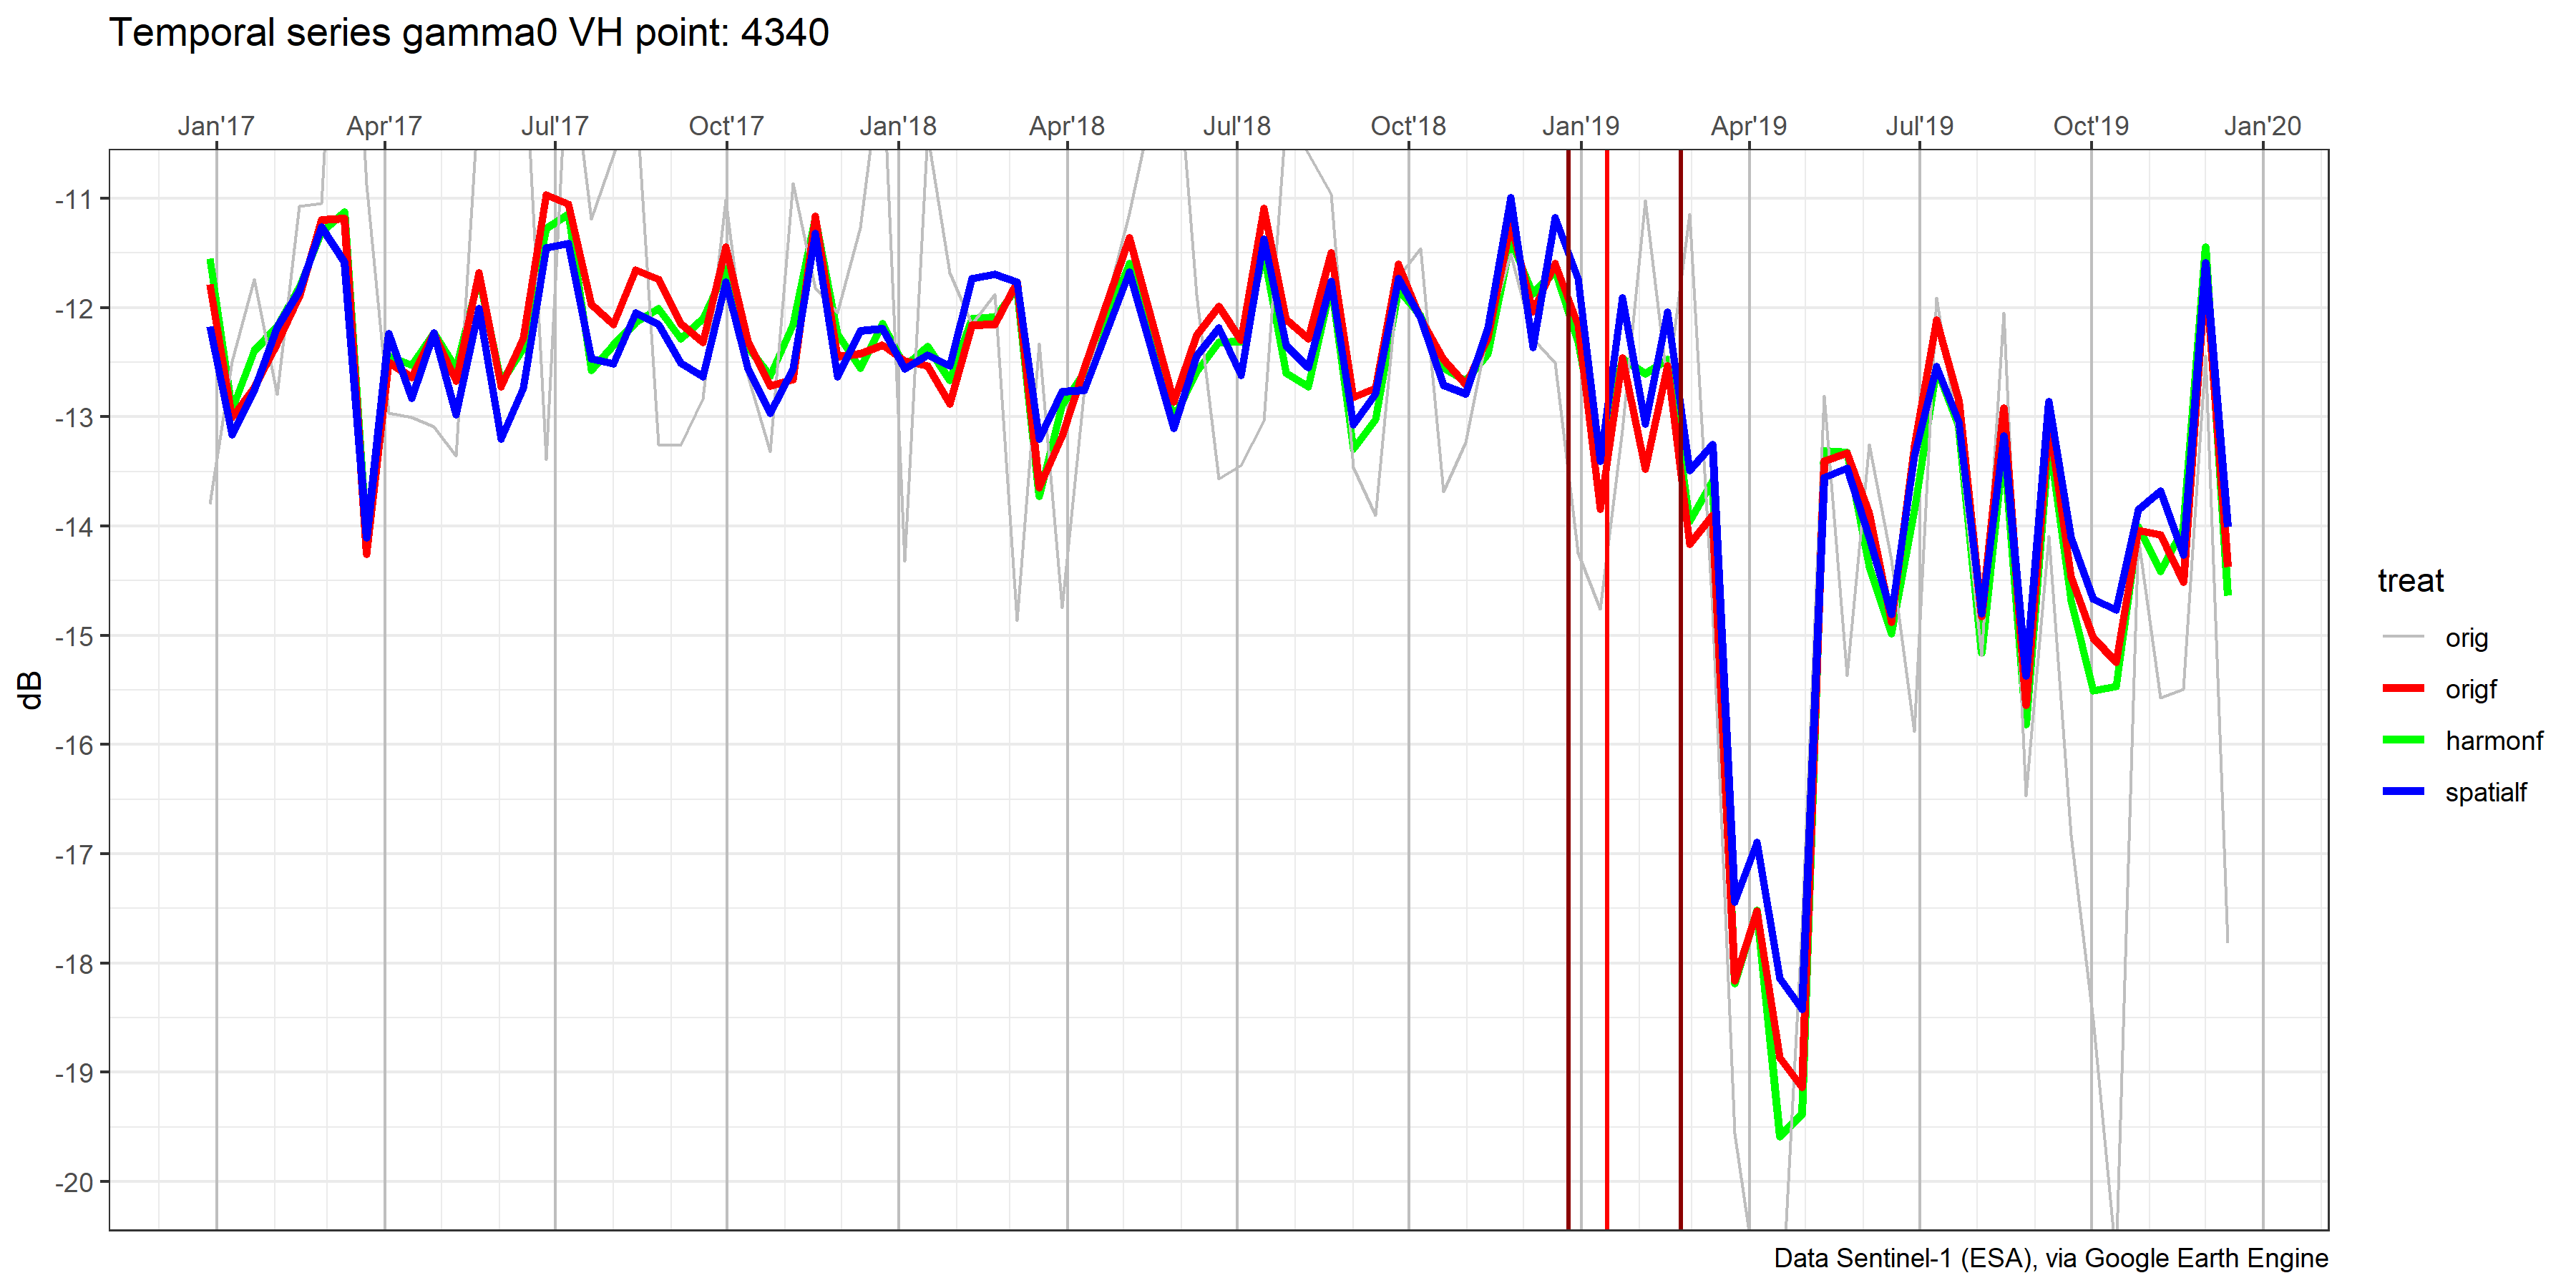 Temporal series gamma0 VH point: 4340
Jan'17 Apr'17 Jul'17 Oct'17 Jan'18 Apr'18 Jul'18 Oct'18 Jan'19 Apr'19 Jul'19 Oct'19 Jan'20
-11
-12
-13
-14
-15
-16
-17
-18
-19
-20
dB
treat
orig
origf
harmonf
spatialf
Data Sentinel-1 (ESA), via Google Earth Engine